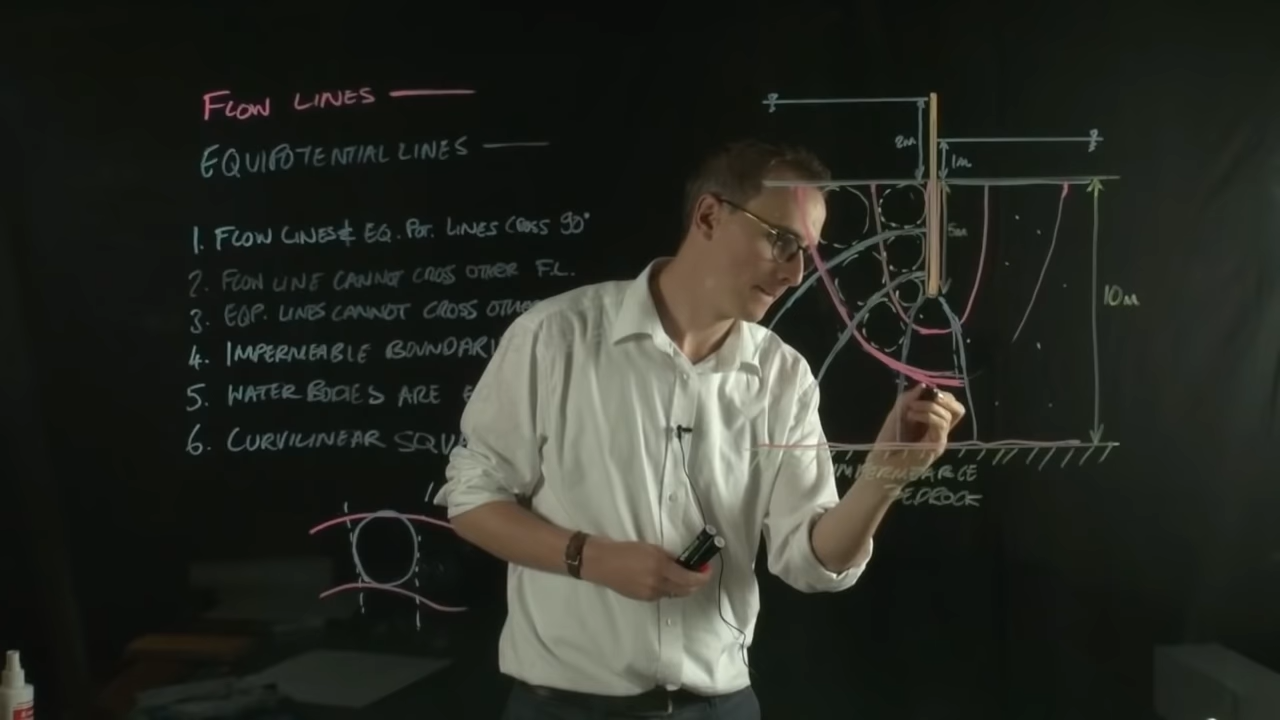 FLOW LINES
EQUIPOTENTIAL LINES
1. FLOW LINES & EQ. POT. LINES CROSS 90°
2. FLOW LINE CANNOT CROSS OTHER F.L.
3. EQP. LINES CANNOT CROSS OTHE
4. IMPERMEABLE BOUNDARI
5. WATER BODIES ARE E
6. CURVILINEAR SQU
2m
1m
5m
10m
IMPERMEABLE
BEDROCK